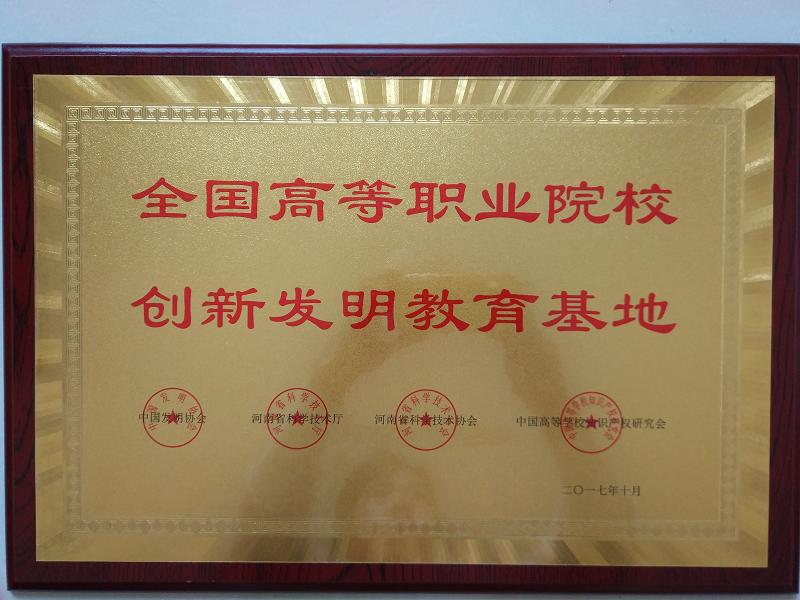 全国高等职业院校
创新发明教育基地
中国发明协会 河南省科学技术厅 河南省科学技术协会 中国高等学校知识产权研究会
二〇一七年十月